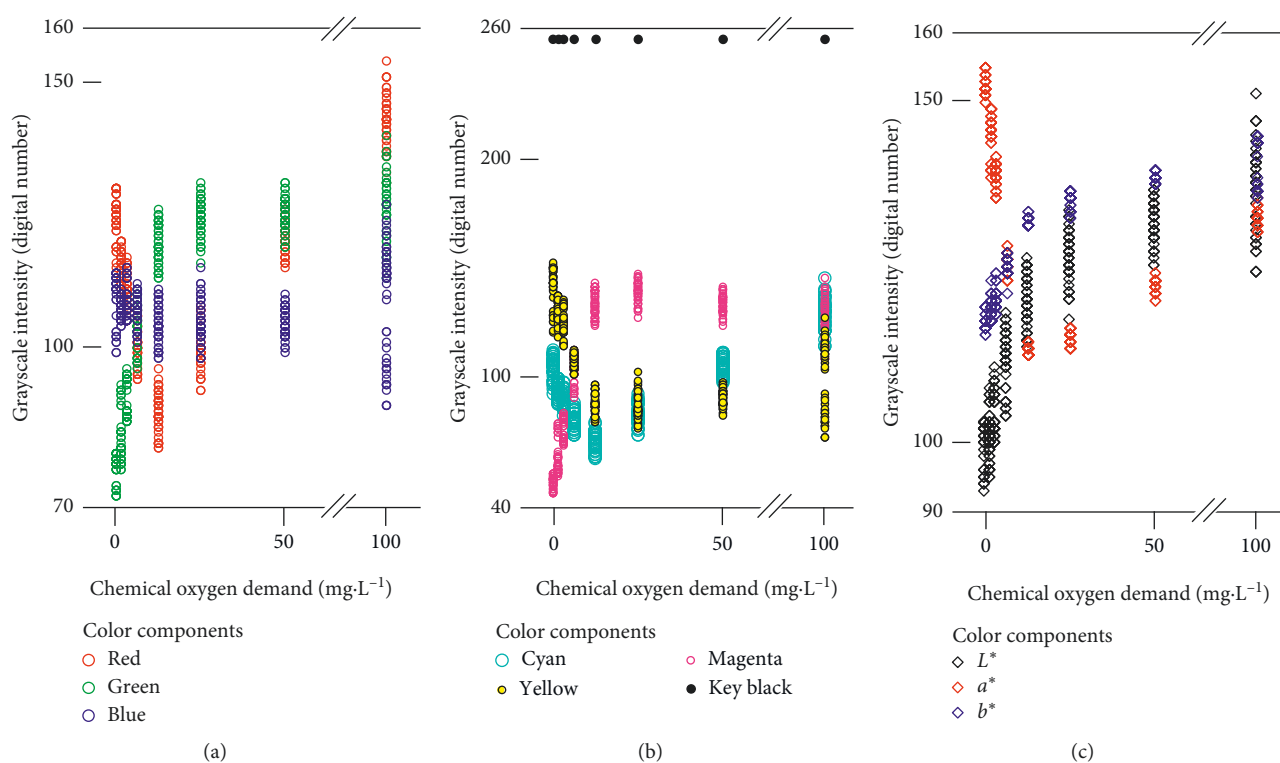 160
150
100
70
Grayscale intensity (digital number)
0
50
100
Chemical oxygen demand (mg·L⁻¹)
Color components
Red
Green
Blue
(a)
260
200
100
40
Grayscale intensity (digital number)
0
50
100
Chemical oxygen demand (mg·L⁻¹)
Color components
Cyan
Magenta
Yellow
Key black
(b)
160
150
100
90
Grayscale intensity (digital number)
0
50
100
Chemical oxygen demand (mg·L⁻¹)
Color components
L*
a*
b*
(c)